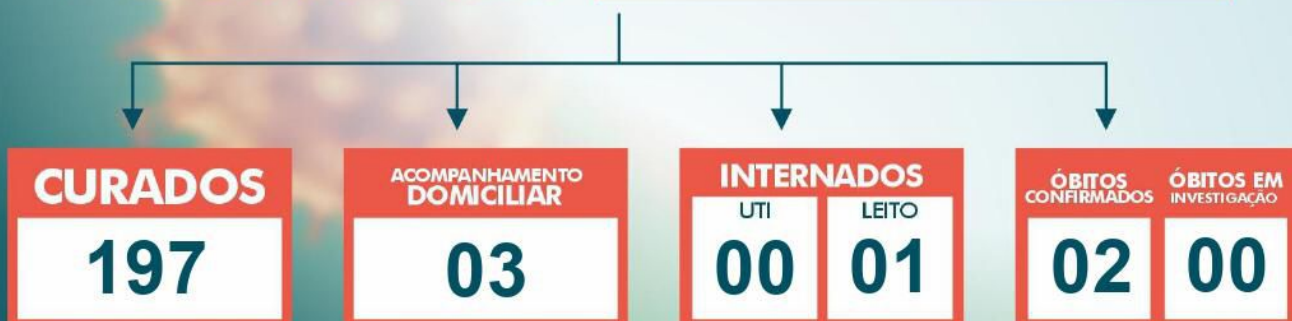 CURADOS
197
ACOMPANHAMENTO
DOMICILIAR
03
INTERNADOS
UTI LEITO
00 01
ÓBITOS
CONFIRMADOS
02
ÓBITOS EM
INVESTIGAÇÃO
00